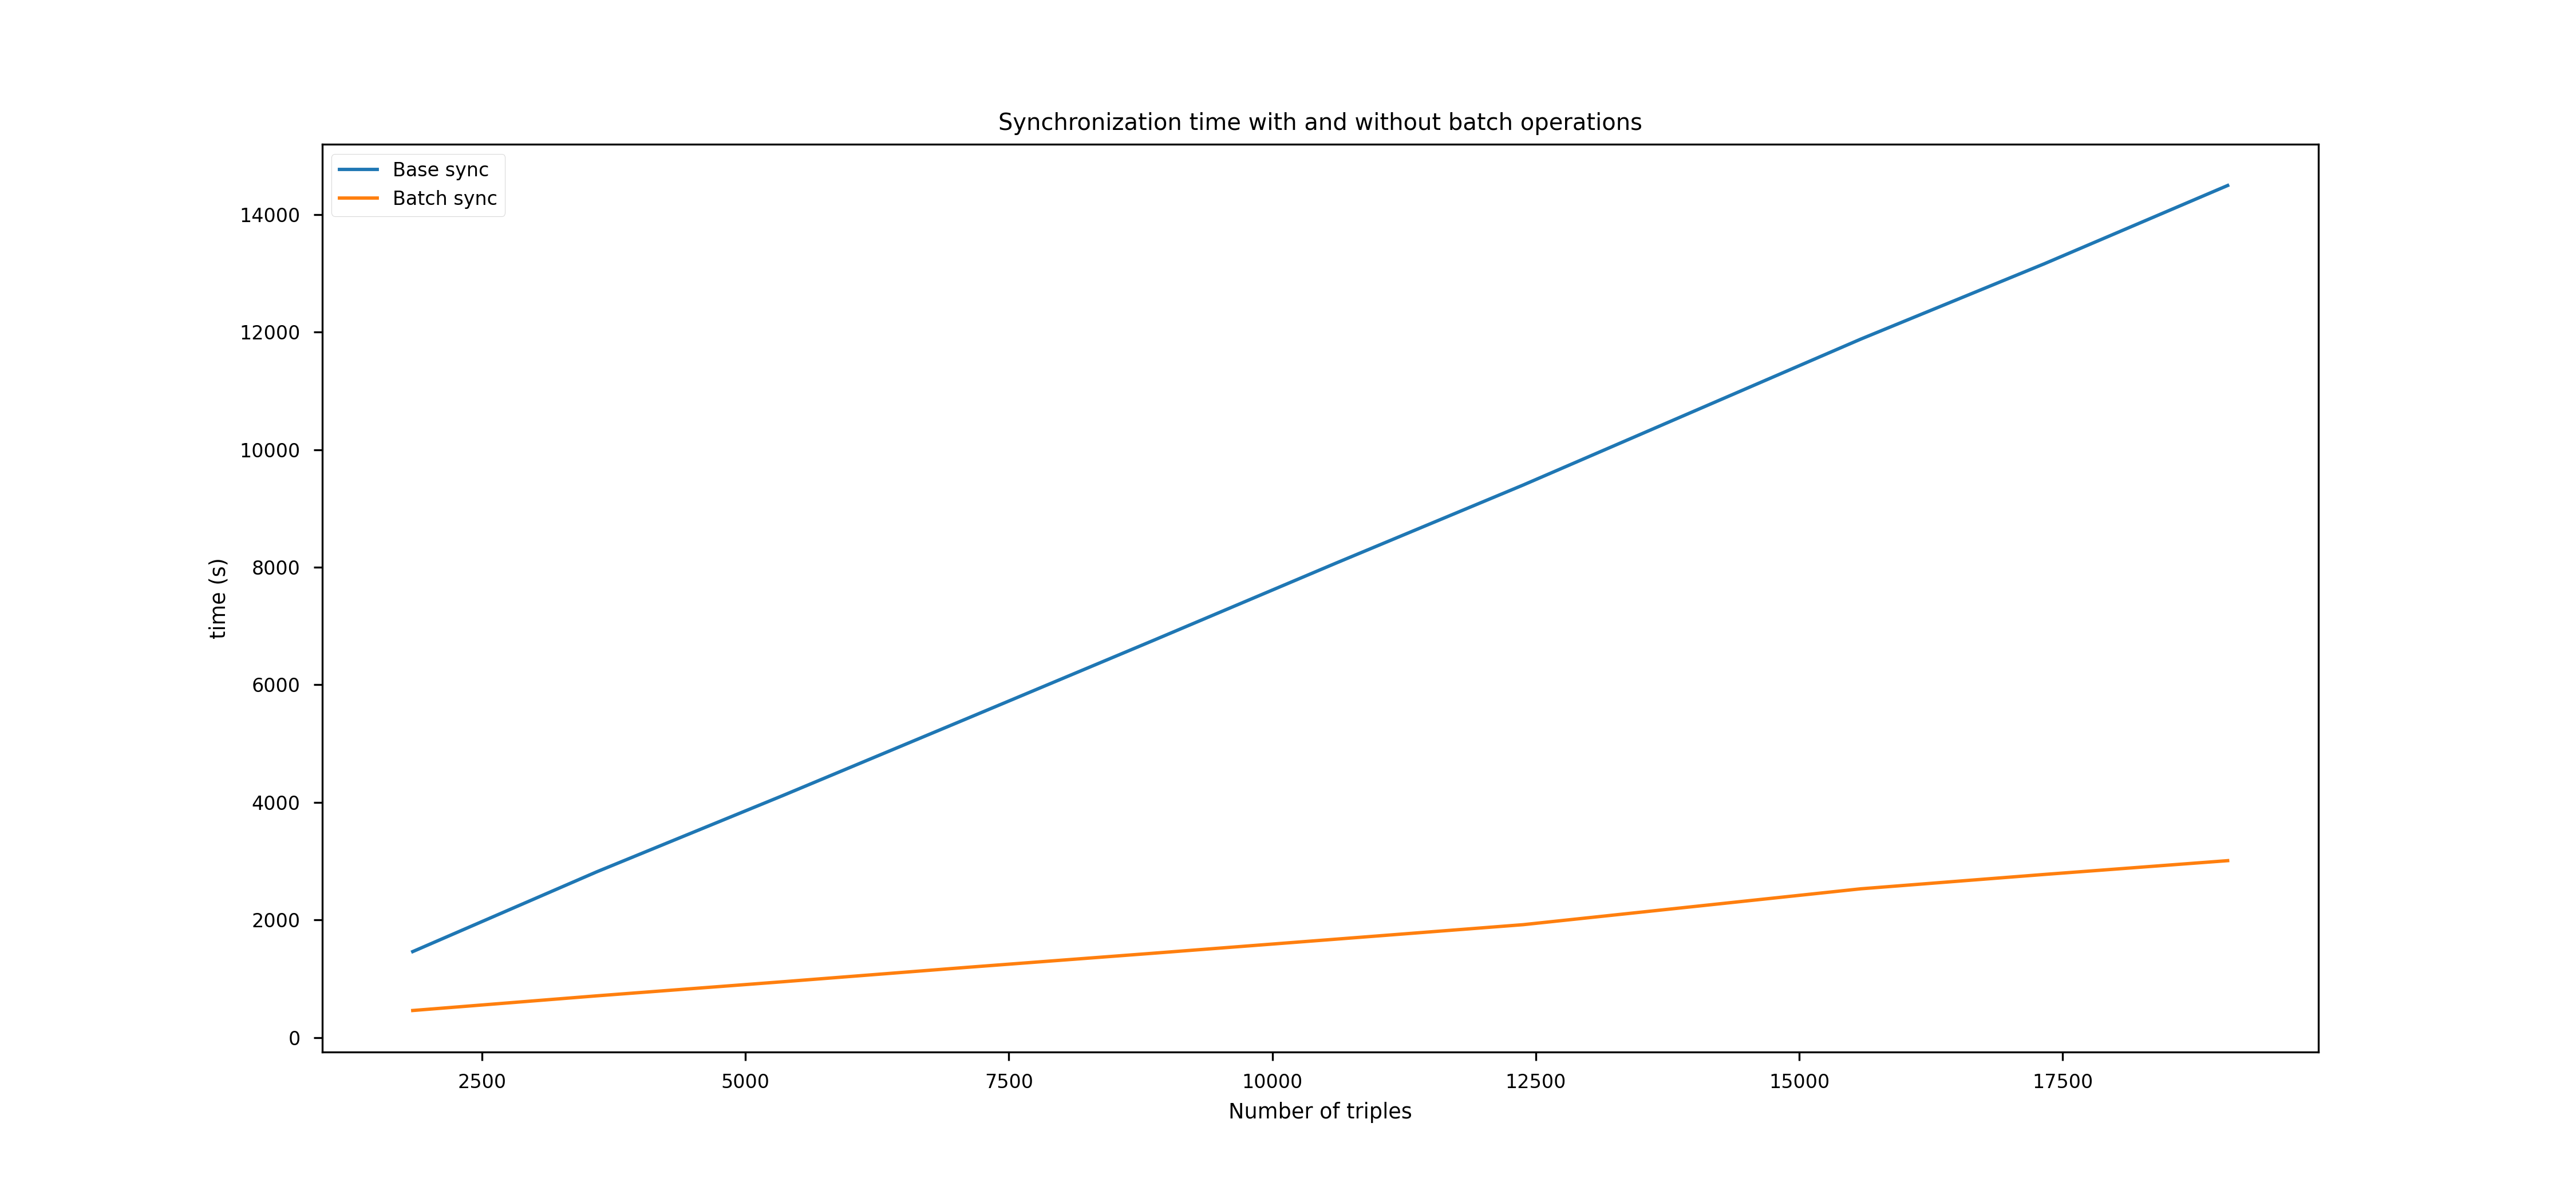 Synchronization time with and without batch operations
Base sync
Batch sync
14000
12000
10000
8000
6000
4000
2000
0
time (s)
2500 5000 7500 10000 12500 15000 17500
Number of triples